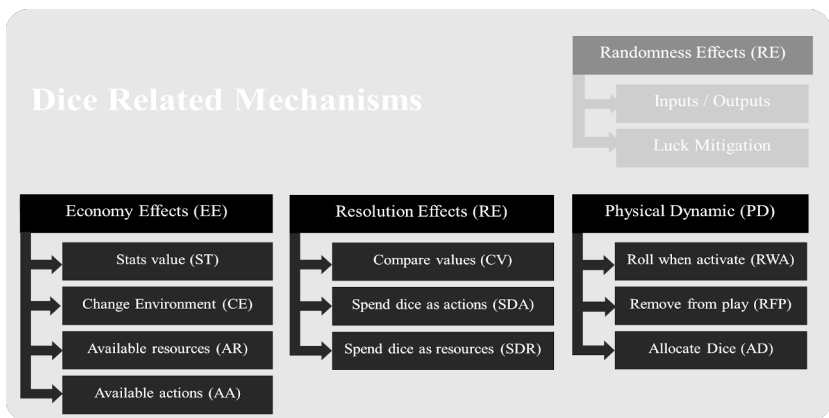 Dice Related Mechanisms
Randomness Effects (RE)
Inputs / Outputs
Luck Mitigation
Economy Effects (EE)
Stats value (ST)
Change Environment (CE)
Available resources (AR)
Available actions (AA)
Resolution Effects (RE)
Compare values (CV)
Spend dice as actions (SDA)
Spend dice as resources (SDR)
Physical Dynamic (PD)
Roll when activate (RWA)
Remove from play (RFP)
Allocate Dice (AD)